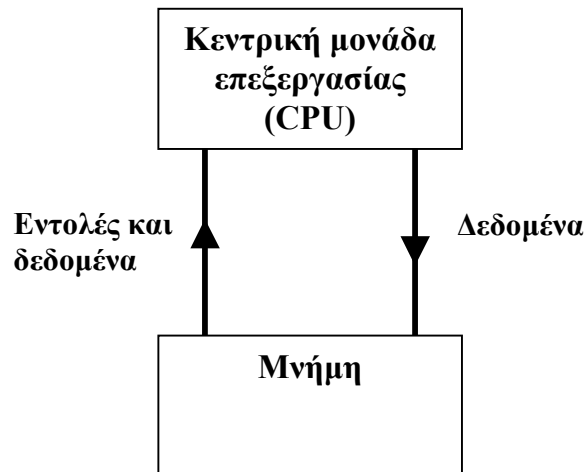 Κεντρική μονάδα
επεξεργασίας
(CPU)
Εντολές και
δεδομένα
Δεδομένα
Μνήμη